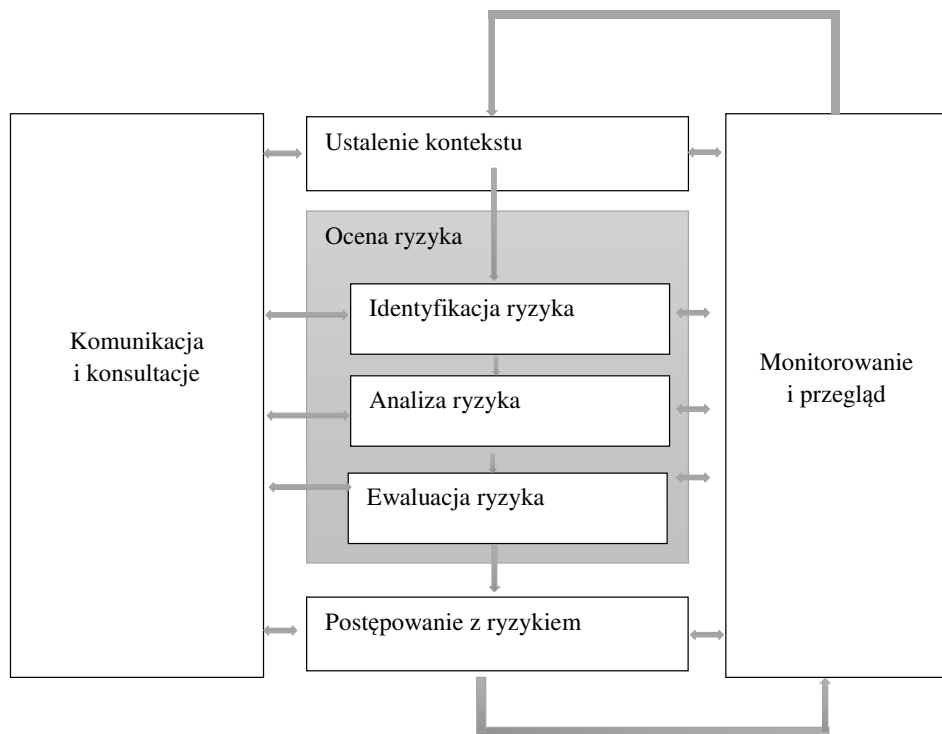 Ustalenie kontekstu
Ocena ryzyka
Identyfikacja ryzyka
Komunikacja
i konsultacje
Monitorowanie
i przegląd
Analiza ryzyka
Ewaluacja ryzyka
Postępowanie z ryzykiem